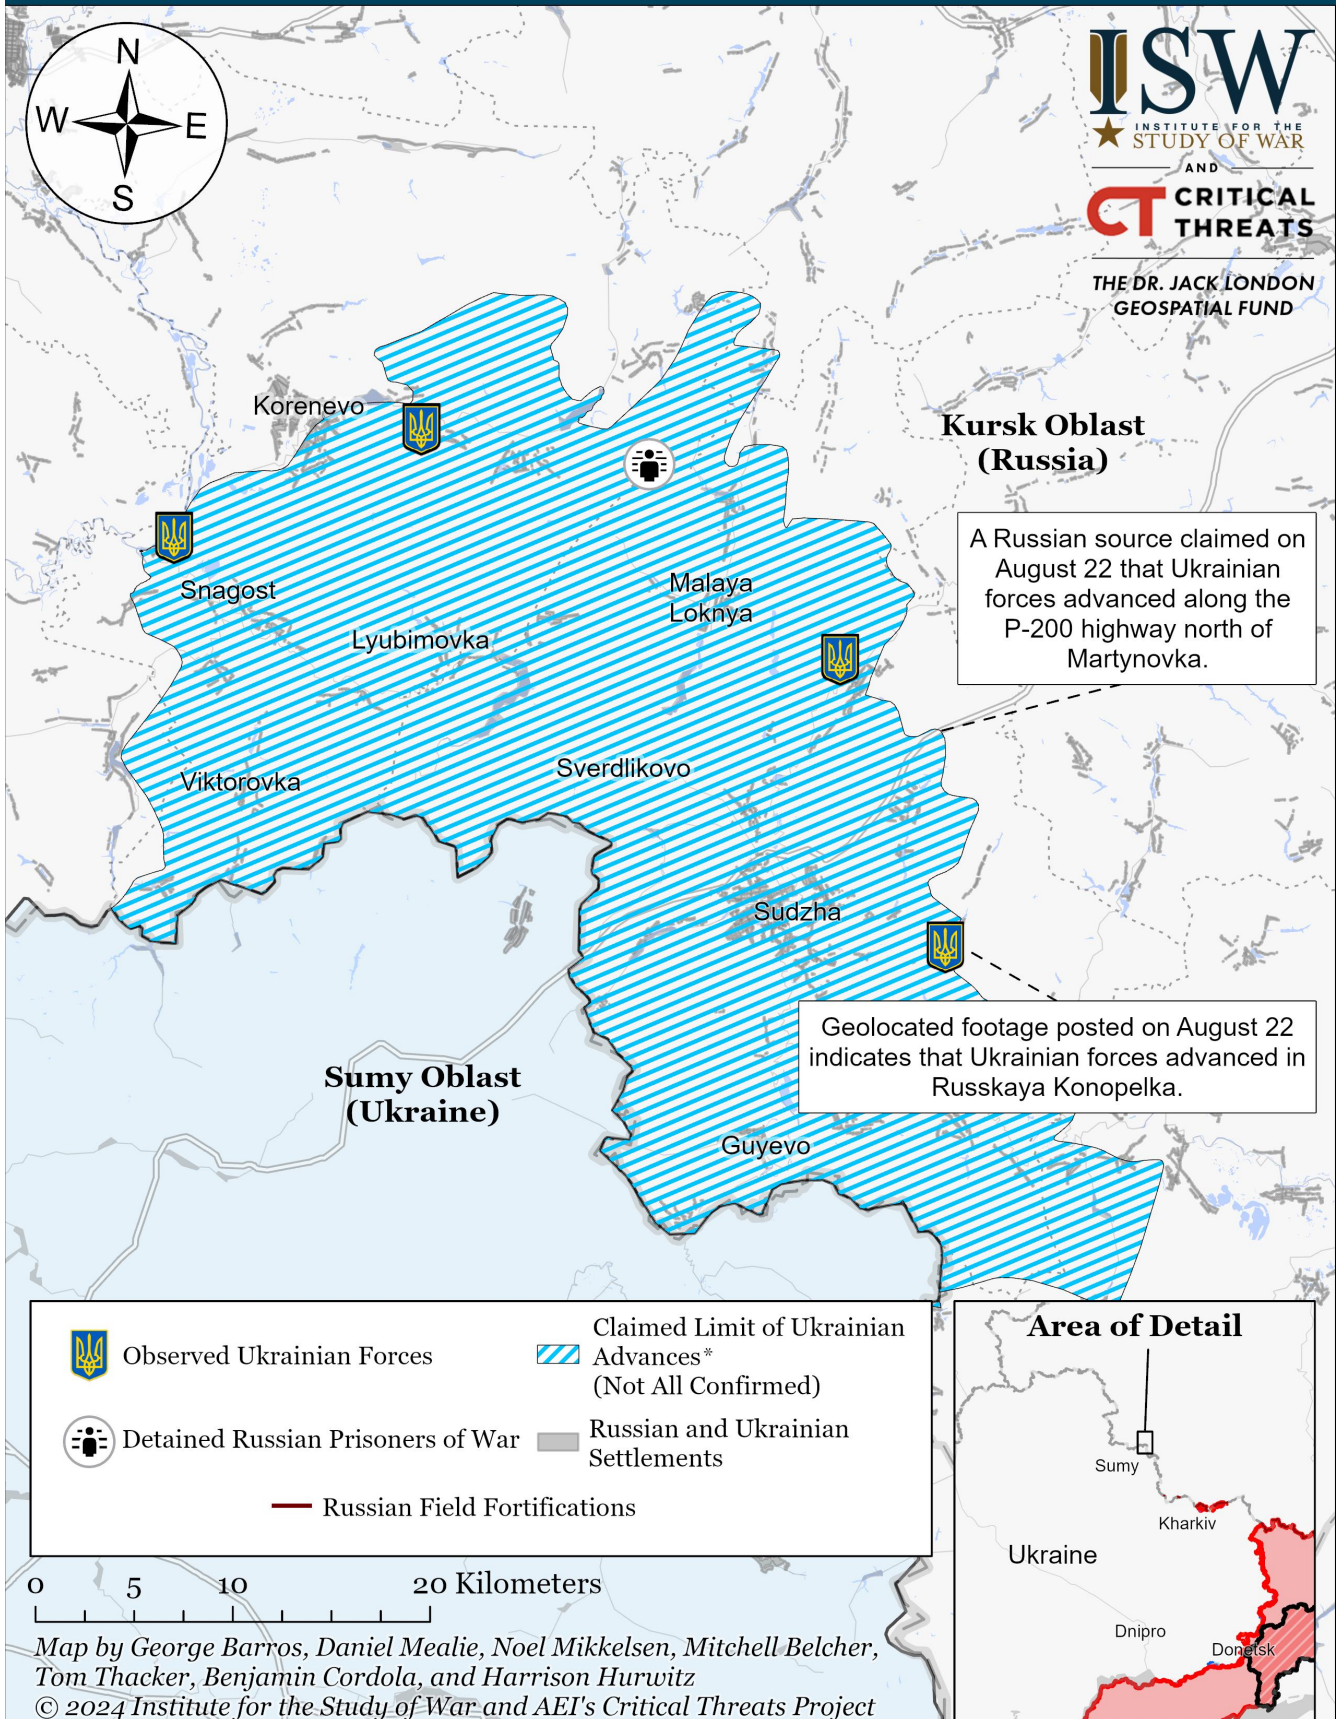 N
W
E
S
ISW
INSTITUTE FOR THE
STUDY OF WAR
AND
CT CRITICAL
THREATS
THE DR. JACK LONDON
GEOSPATIAL FUND
Korenevo
Kursk Oblast
(Russia)
A Russian source claimed on
August 22 that Ukrainian
forces advanced along the
P-200 highway north of
Martynovka.
Snagost
Malaya
Loknya
Lyubimovka
Sverdlikovo
Viktorovka
Sudzha
Geolocated footage posted on August 22
indicates that Ukrainian forces advanced in
Russkaya Konopelka.
Sumy Oblast
(Ukraine)
Guyevo
Observed Ukrainian Forces
Claimed Limit of Ukrainian
Advances*
(Not All Confirmed)
Detained Russian Prisoners of War
Russian and Ukrainian
Settlements
Russian Field Fortifications
Area of Detail
Sumy
Kharkiv
Ukraine
Dnipro
Donetsk
0 5 10 20 Kilometers
Map by George Barros, Daniel Mealie, Noel Mikkelsen, Mitchell Belcher,
Tom Thacker, Benjamin Cordola, and Harrison Hurwitz
© 2024 Institute for the Study of War and AEI's Critical Threats Project